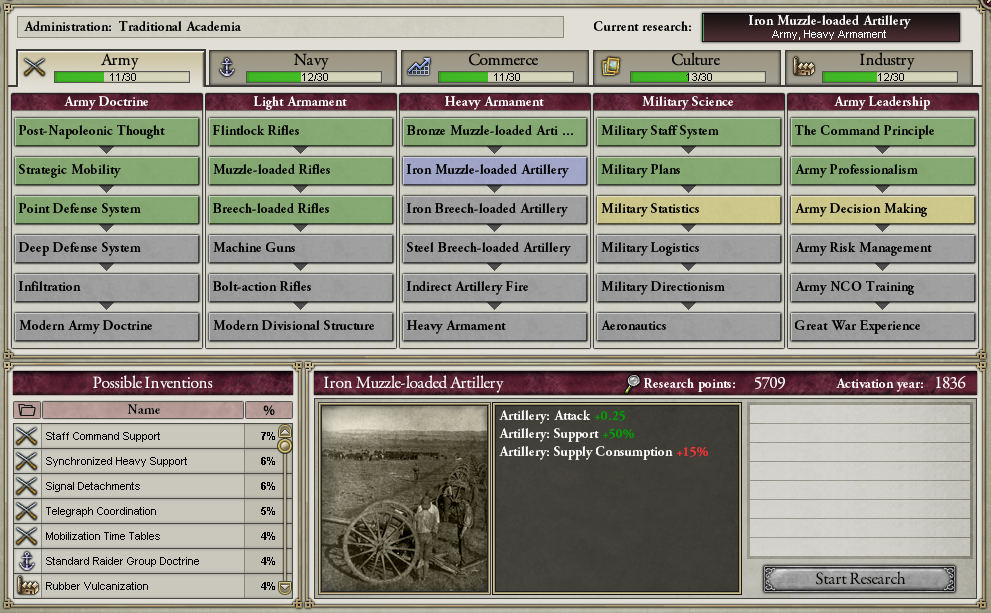 Administration: Traditional Academia
Current research:
Iron Muzzle-loaded Artillery
Army, Heavy Armament
Army
11/30
Navy
12/30
Commerce
11/30
Culture
13/30
Industry
12/30
Army Doctrine
Light Armament
Heavy Armament
Military Science
Army Leadership
Post-Napoleonic Thought
Flintlock Rifles
Bronze Muzzle-loaded Arti ...
Military Staff System
The Command Principle
Strategic Mobility
Muzzle-loaded Rifles
Iron Muzzle-loaded Artillery
Military Plans
Army Professionalism
Point Defense System
Breech-loaded Rifles
Iron Breech-loaded Artillery
Military Statistics
Army Decision Making
Deep Defense System
Machine Guns
Steel Breech-loaded Artillery
Military Logistics
Army Risk Management
Infiltration
Bolt-action Rifles
Indirect Artillery Fire
Military Directionism
Army NCO Training
Modern Army Doctrine
Modern Divisional Structure
Heavy Armament
Aeronautics
Great War Experience
Possible Inventions
Name
%
Staff Command Support
7%
Synchronized Heavy Support
6%
Signal Detachments
6%
Telegraph Coordination
5%
Mobilization Time Tables
4%
Standard Raider Group Doctrine
4%
Rubber Vulcanization
4%
Iron Muzzle-loaded Artillery
Research points: 5709
Activation year: 1836
Artillery: Attack +0.25
Artillery: Support +50%
Artillery: Supply Consumption +15%
Start Research